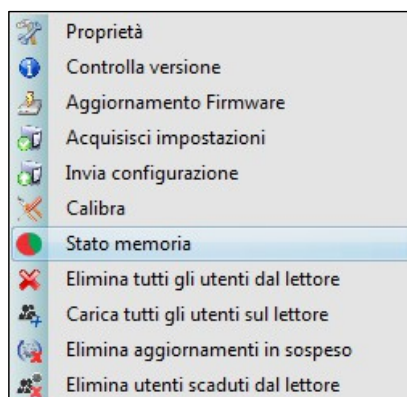 Proprietà
Controlla versione
Aggiornamento Firmware
Acquisisci impostazioni
Invia configurazione
Calibra
Stato memoria
Elimina tutti gli utenti dal lettore
Carica tutti gli utenti sul lettore
Elimina aggiornamenti in sospeso
Elimina utenti scaduti dal lettore